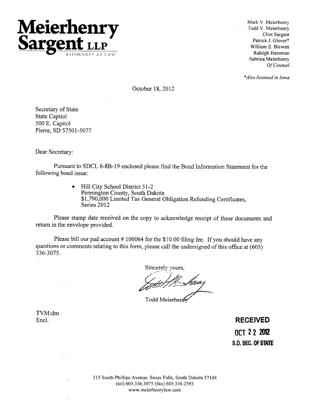 Meierhenry
Sargent LLP
ATTORNEYS AT LAW
Mark V. Meierhenry
Todd V. Meierhenry
Clint Sargent
Patrick J. Glover*
William E. Blewett
Raleigh Hansman
Sabrina Meierhenry
Of Counsel
*Also licensed in Iowa
October 18, 2012
Secretary of State
State Capitol
500 E. Capitol
Pierre, SD 57501-5077
Dear Secretary:
Pursuant to SDCL 6-8B-19 enclosed please find the Bond Information Statement for the
following bond issue:
• Hill City School District 51-2
Pennington County, South Dakota
$1,790,000 Limited Tax General Obligation Refunding Certificates,
Series 2012
Please stamp date received on the copy to acknowledge receipt of these documents and
return in the envelope provided.
Please bill our pad account # 100064 for the $10.00 filing fee. If you should have any
questions or comments relating to this form, please call the undersigned of this office at (605)
336-3075.
Sincerely yours,
Todd Meierhenry
TVM:dm
Encl.
RECEIVED
OCT 22 2012
S.D. SEC. OF STATE
315 South Phillips Avenue, Sioux Falls, South Dakota 57104
(tel) 605.336.3075 (fax) 605.336.2593
www.meierhenrylaw.com